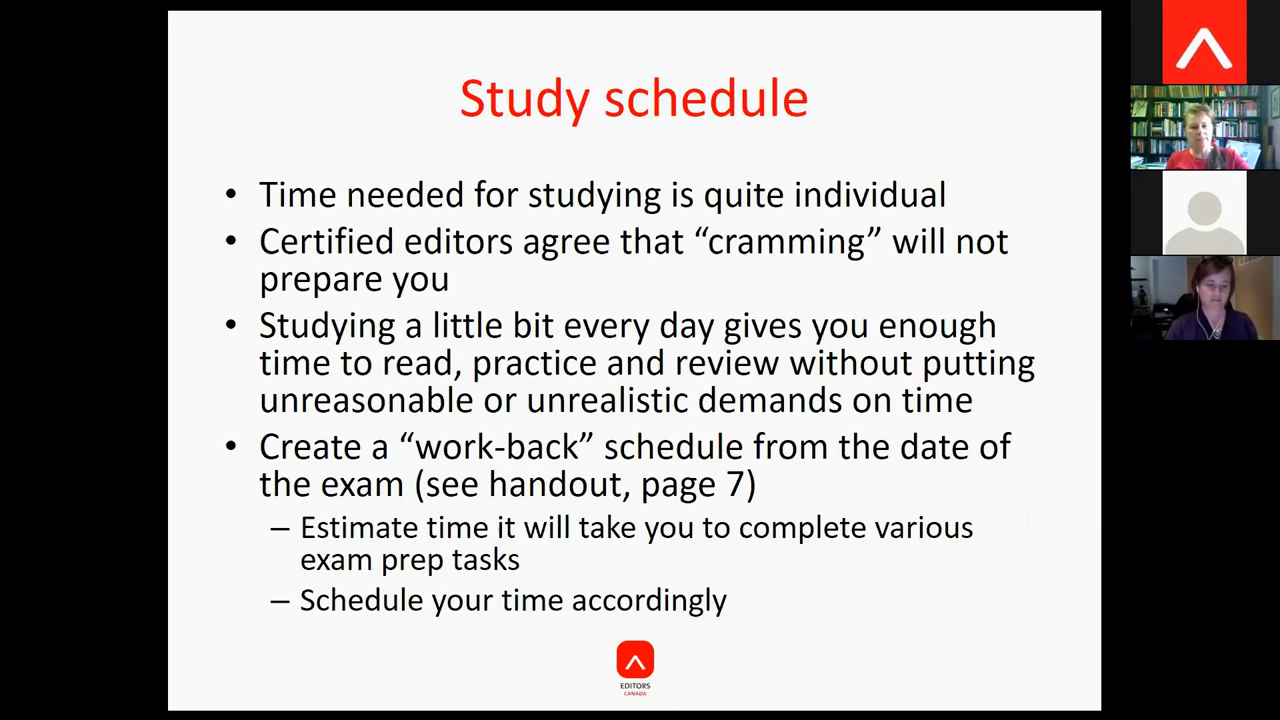 Study schedule
• Time needed for studying is quite individual
• Certified editors agree that “cramming” will not
prepare you
• Studying a little bit every day gives you enough
time to read, practice and review without putting
unreasonable or unrealistic demands on time
• Create a “work-back” schedule from the date of
the exam (see handout, page 7)
– Estimate time it will take you to complete various
exam prep tasks
– Schedule your time accordingly
EDITORS
CANADA